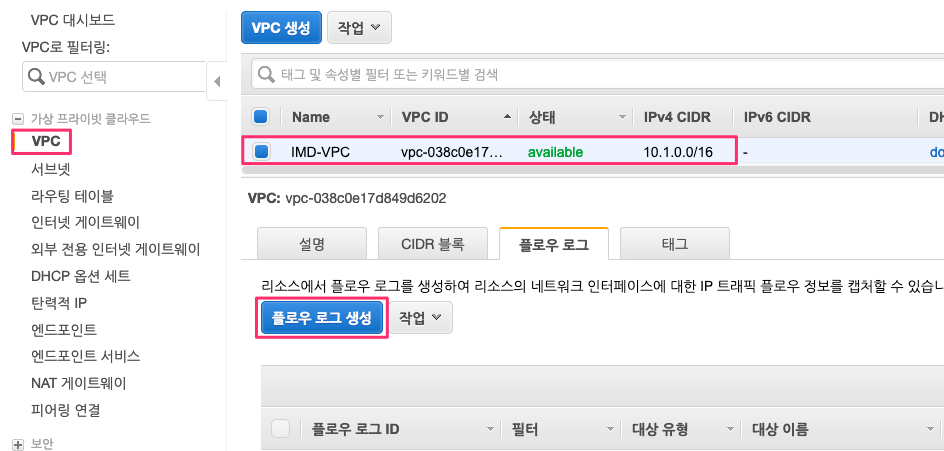 VPC 대시보드
VPC로 필터링:
VPC 선택
가상 프라이빗 클라우드
VPC
서브넷
라우팅 테이블
인터넷 게이트웨이
외부 전용 인터넷 게이트웨이
DHCP 옵션 세트
탄력적 IP
엔드포인트
엔드포인트 서비스
NAT 게이트웨이
피어링 연결
보안
VPC 생성 작업
태그 및 속성별 필터 또는 키워드별 검색
Name VPC ID 상태 IPv4 CIDR IPv6 CIDR DH
IMD-VPC vpc-038c0e17... available 10.1.0.0/16 - do
VPC: vpc-038c0e17d849d6202
설명 CIDR 블록 플로우 로그 태그
리소스에서 플로우 로그를 생성하여 리소스의 네트워크 인터페이스에 대한 IP 트래픽 플로우 정보를 캡처할 수 있습니
플로우 로그 생성 작업
플로우 로그 ID 필터 대상 유형 대상 이름